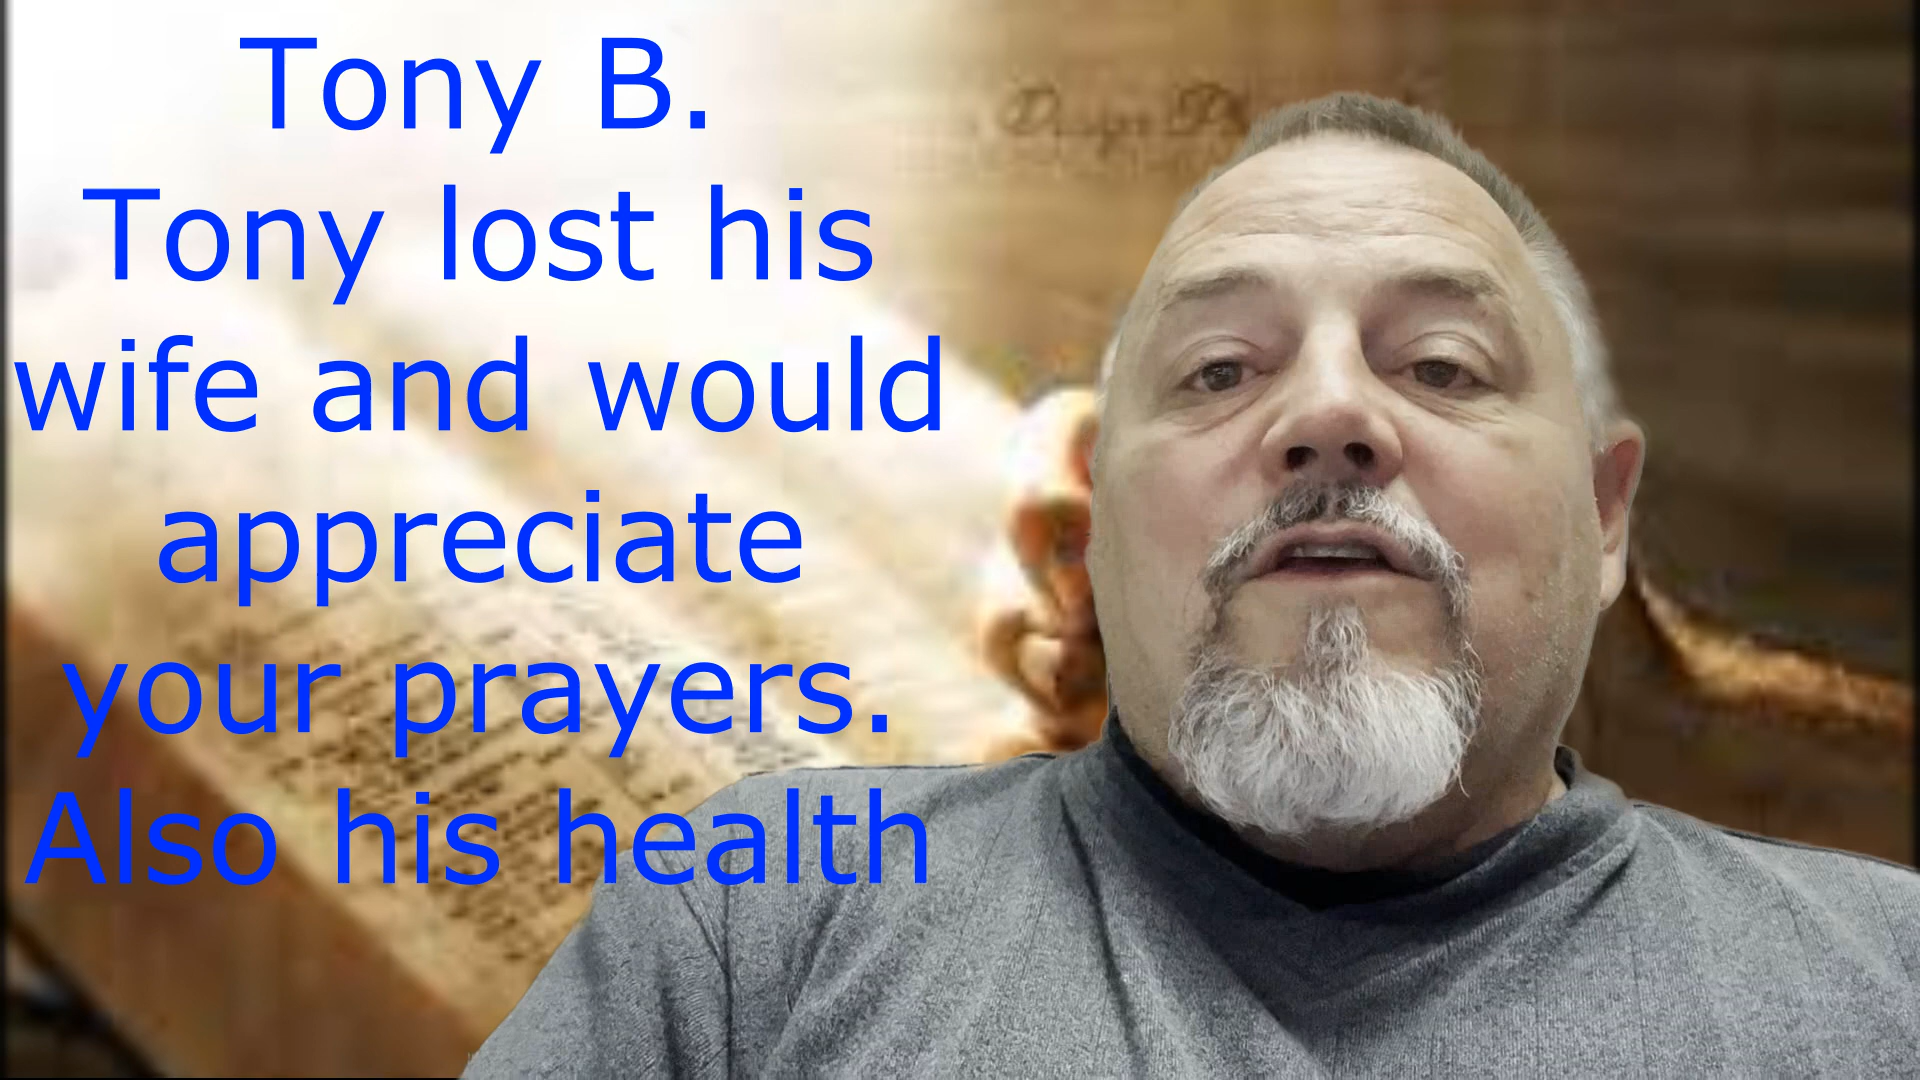 Tony B.
Tony lost his
wife and would
appreciate
your prayers.
Also his health